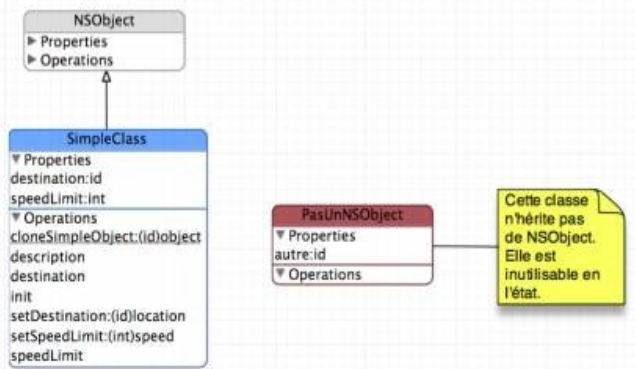 NSObject
Properties
Operations
SimpleClass
Properties
destination:id
speedLimit:int
Operations
cloneSimpleObject:(id)object
description
destination
init
setDestination:(id)location
setSpeedLimit:(int)speed
speedLimit
PasUnNSObject
Properties
autre:id
Operations
Cette classe
n'hérite pas
de NSObject.
Elle est
inutilisable en
l'état.